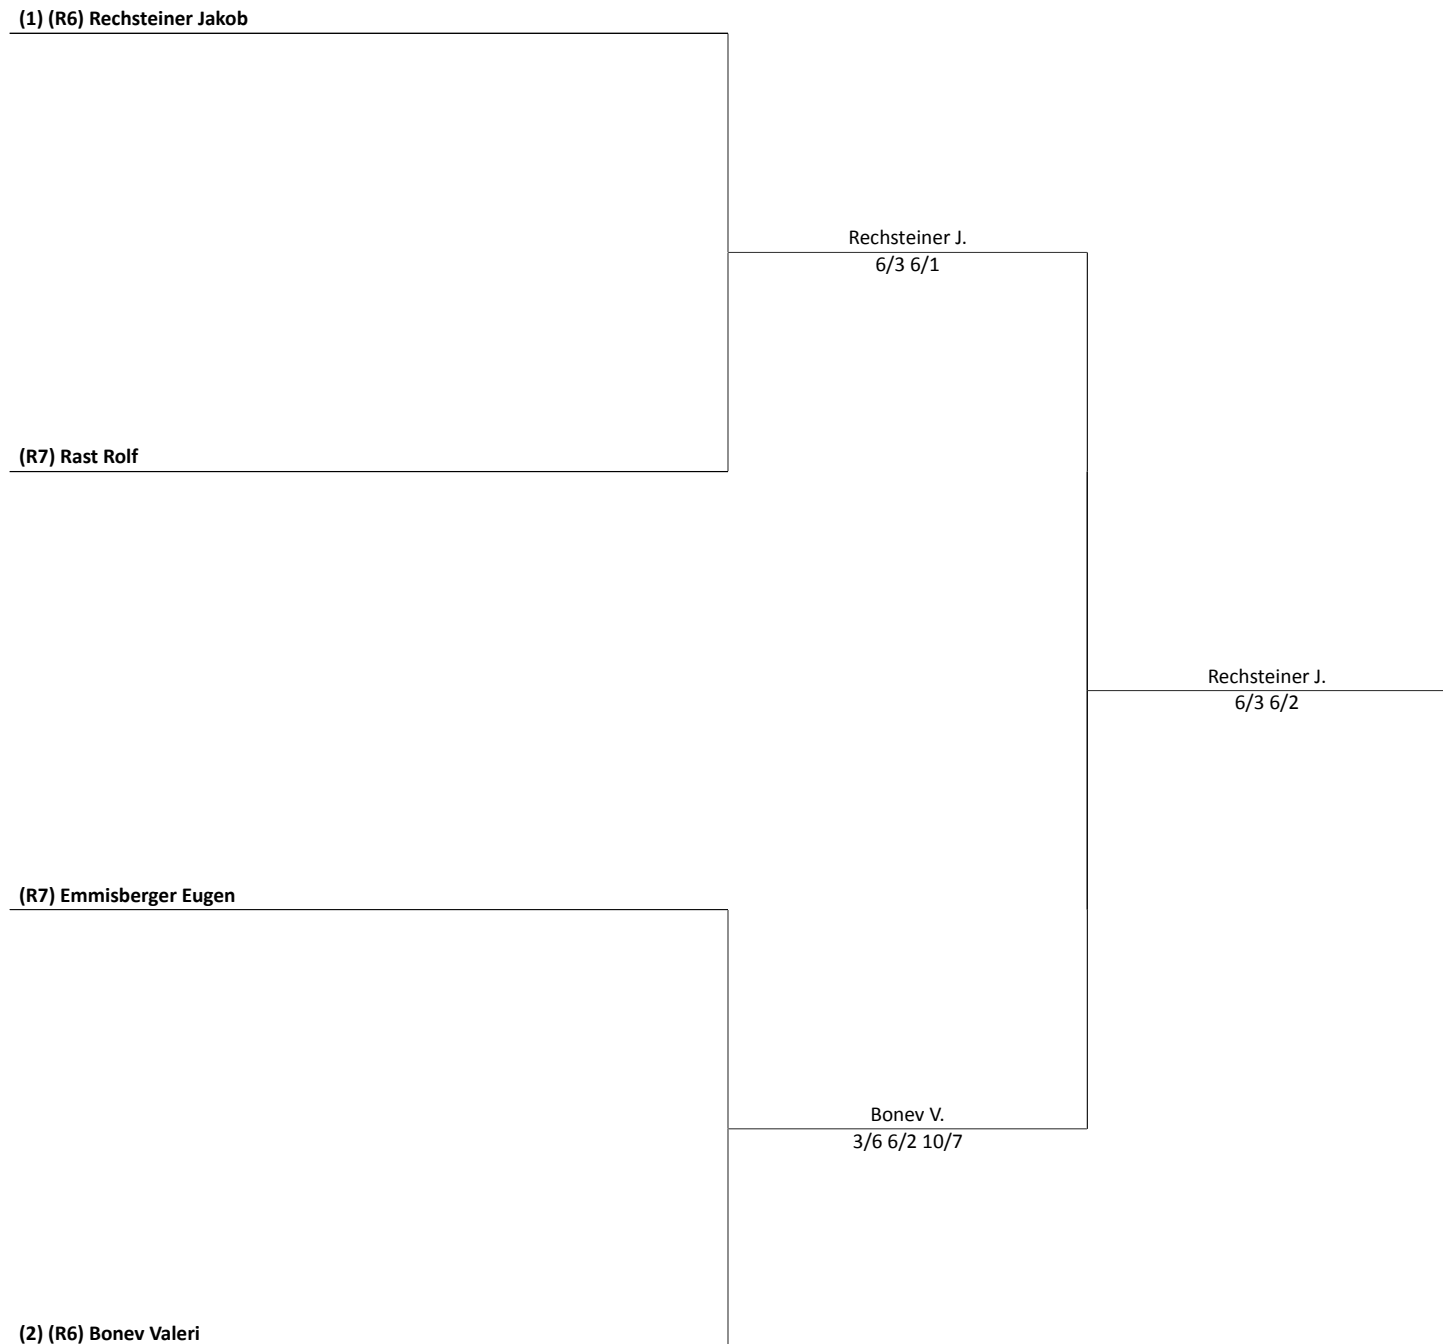 (1) (R6) Rechsteiner Jakob
Rechsteiner J.
6/3 6/1
(R7) Rast Rolf
Rechsteiner J.
6/3 6/2
(R7) Emmisberger Eugen
Bonev V.
3/6 6/2 10/7
(2) (R6) Bonev Valeri